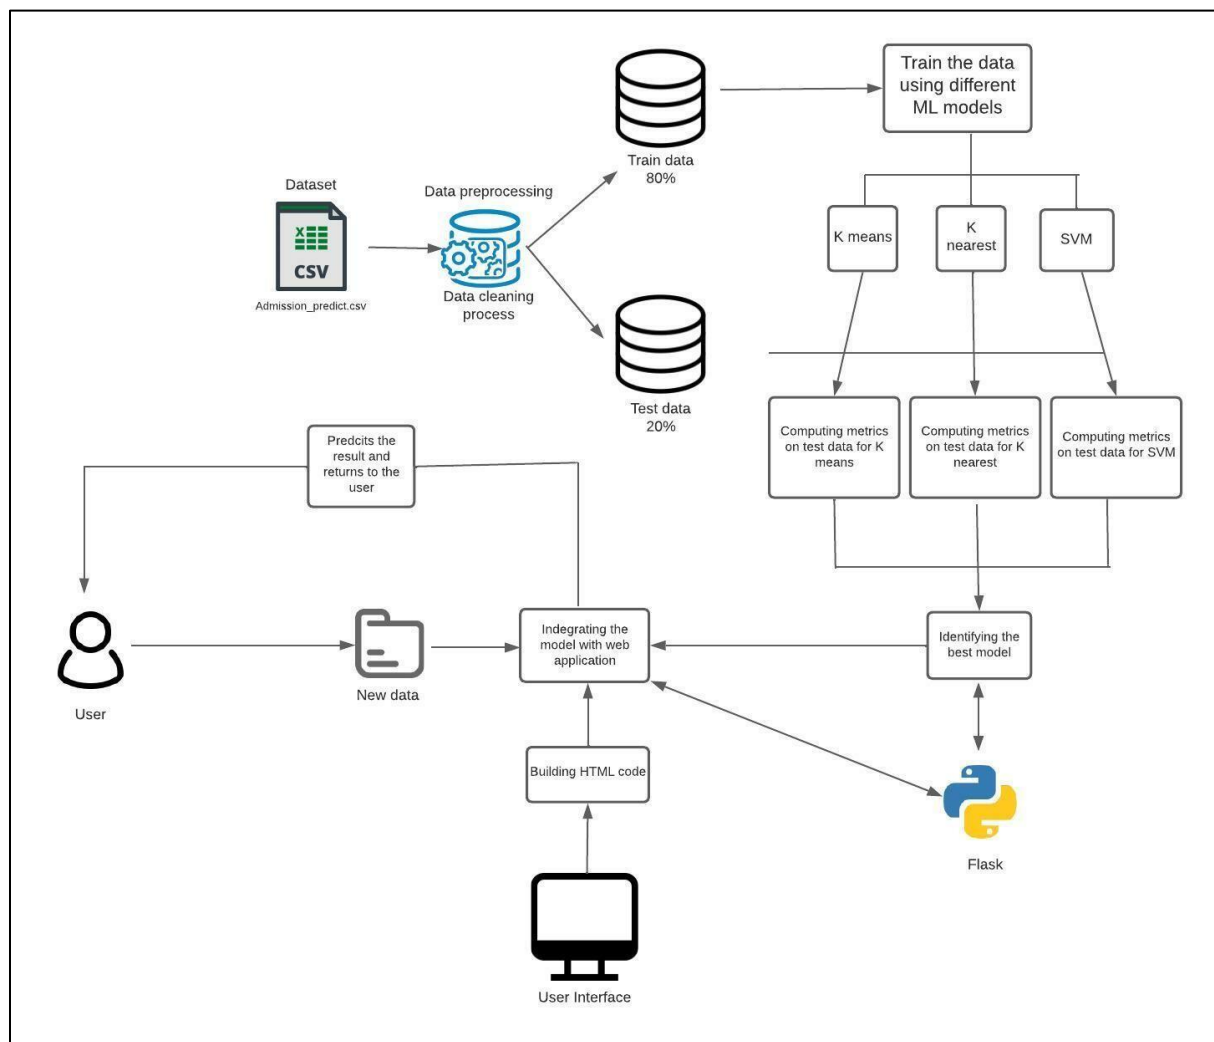 Train the data
using different
ML models
Train data
80%
Dataset
Data preprocessing
X
CSV
Admission_predict.csv
Data cleaning
process
K means
K
nearest
SVM
Test data
20%
Computing metrics
on test data for K
means
Computing metrics
on test data for K
nearest
Computing metrics
on test data for SVM
Predcits the
result and
returns to the
user
User
New data
Indegrating the
model with web
application
Identifying the
best model
Building HTML code
Flask
User Interface